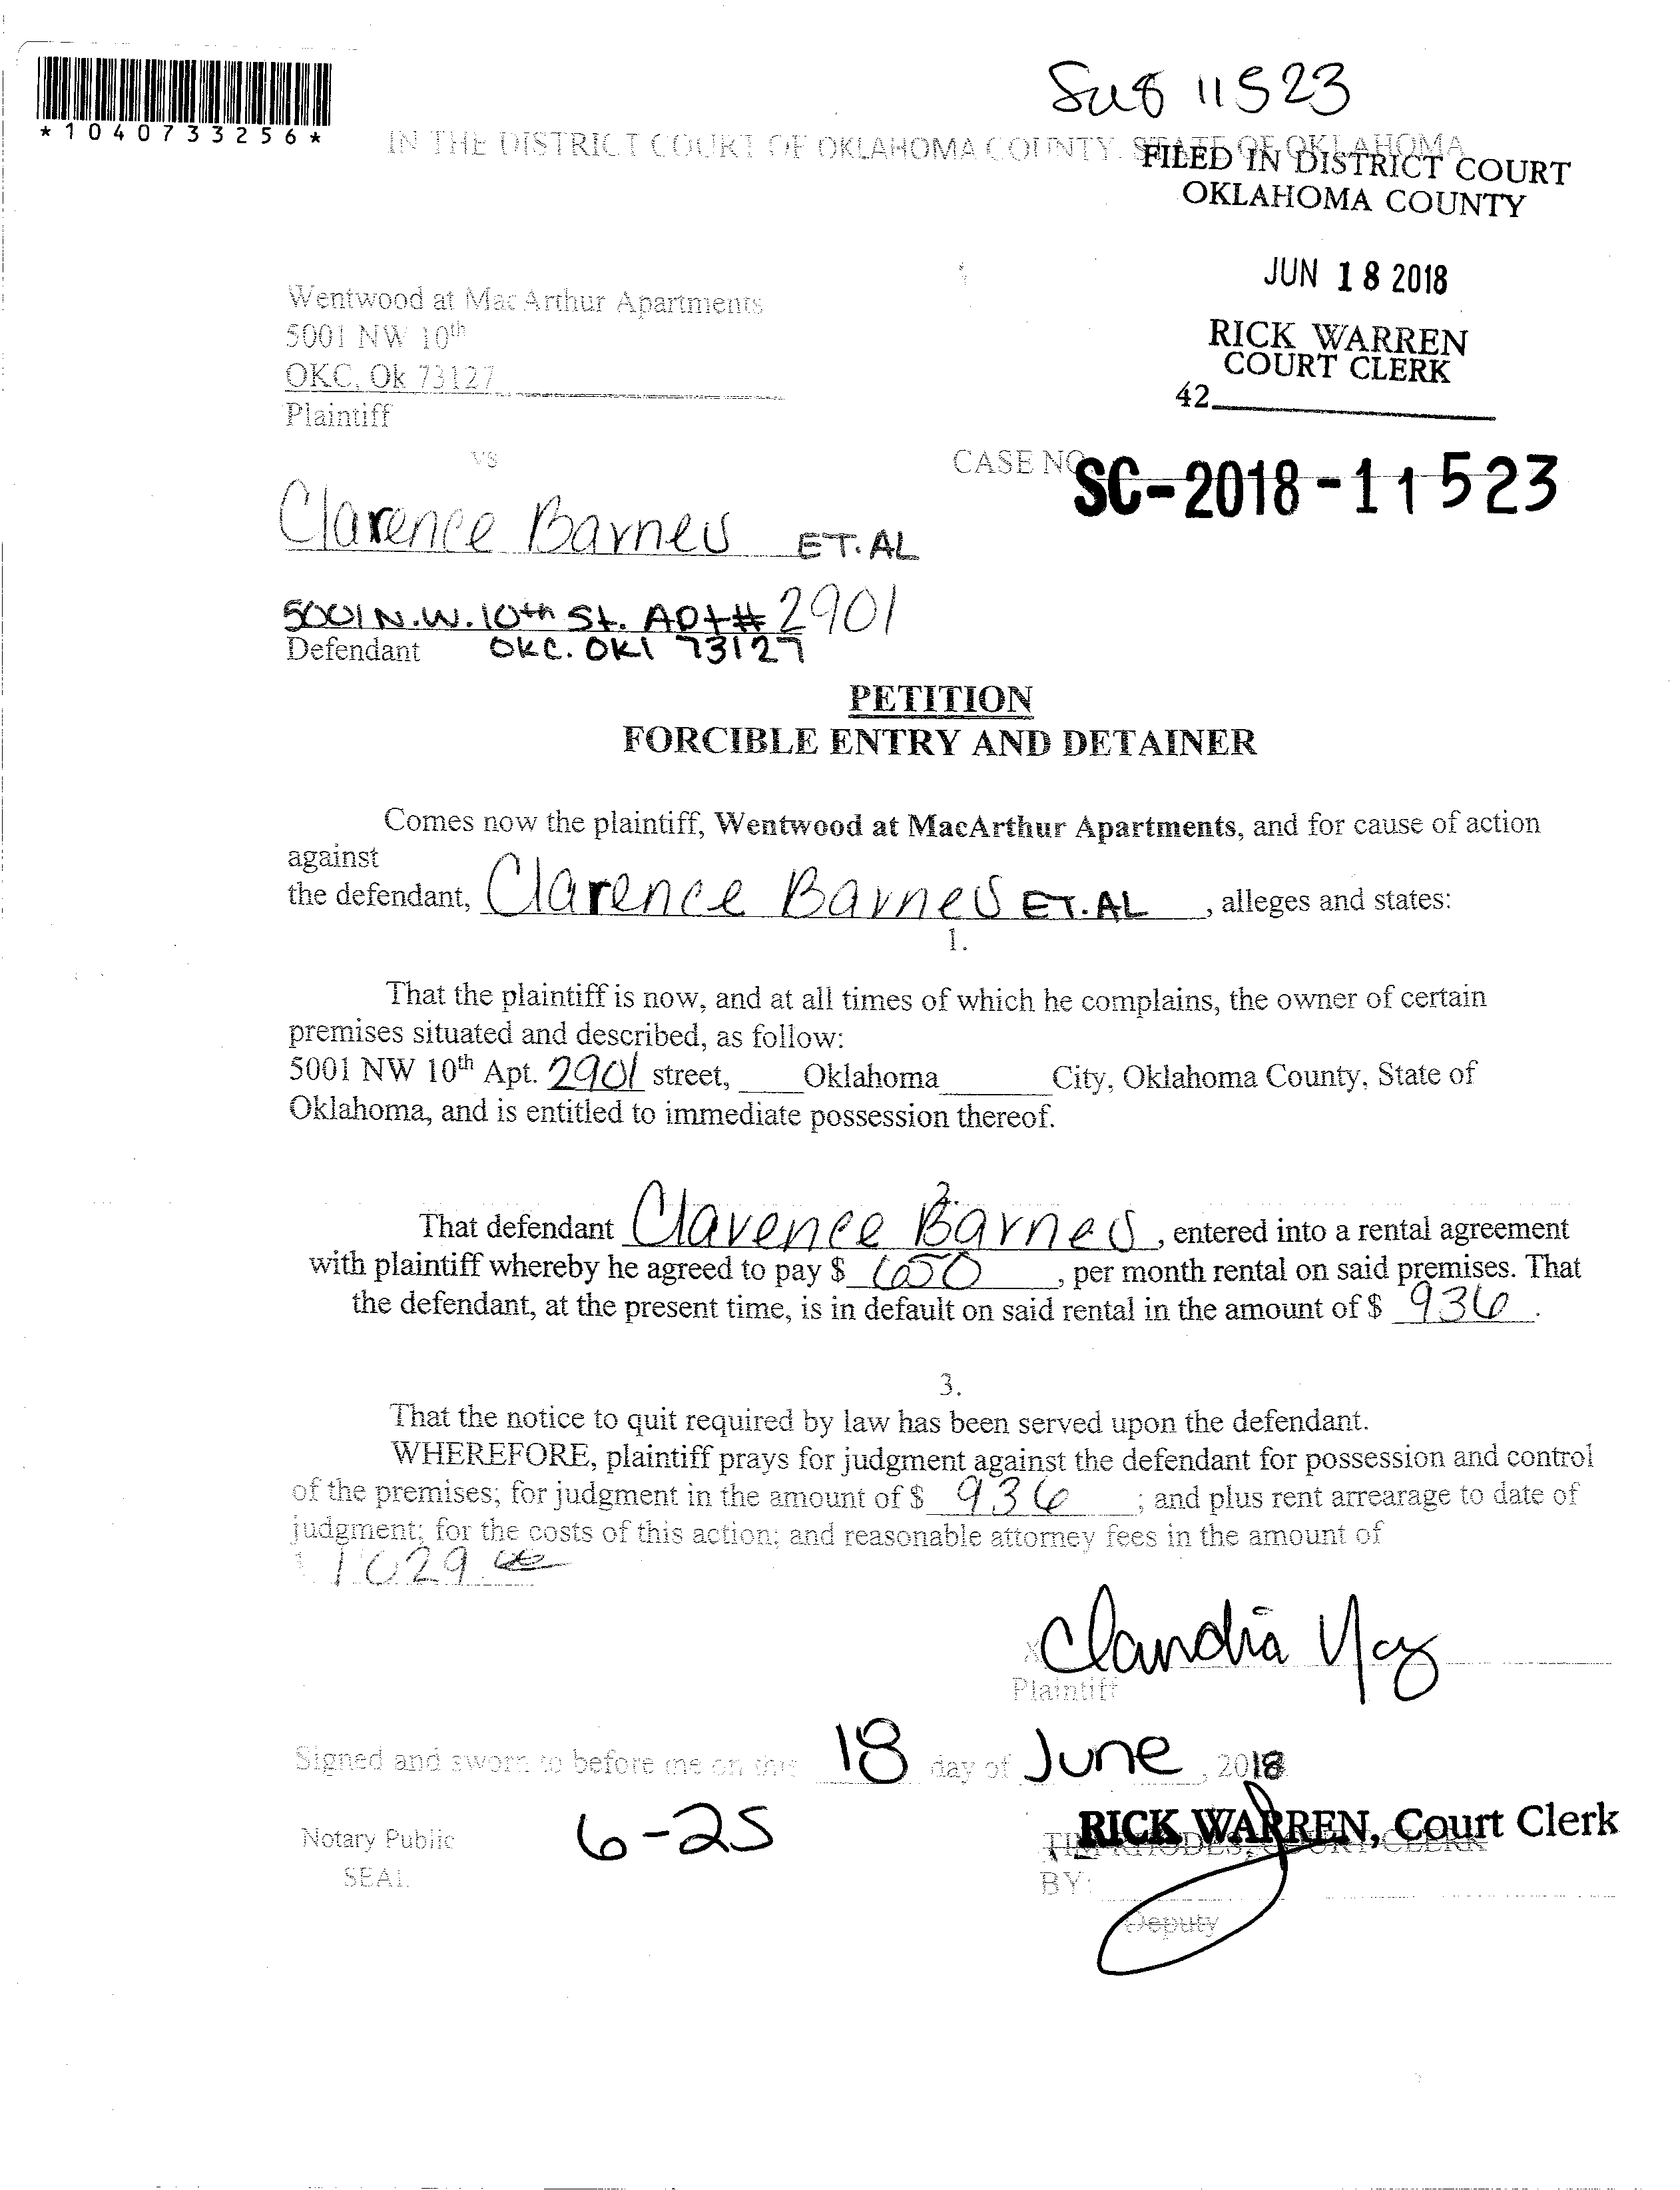 Sus 11523
*1040733256*
IN THE DISTRICT COURT OF OKLAHOMA COUNTY. STATE OF OKLAHOMA
FILED IN DISTRICT COURT
OKLAHOMA COUNTY
JUN 18 2018
RICK WARREN
COURT CLERK
42
Wentwood at MacArthur Apartments
5001 NW 10th
OKC, Ok 73127
Plaintiff
vs
CASE NO
SC-2018-11523
Clarence Barnes ET.AL
5001 N.W. 10th St. APt# 2901
Defendant OKC. OKl 73127
PETITION
FORCIBLE ENTRY AND DETAINER
Comes now the plaintiff, Wentwood at MacArthur Apartments, and for cause of action
against
the defendant, Clarence Barnes ET.AL , alleges and states:
1.
That the plaintiff is now, and at all times of which he complains, the owner of certain
premises situated and described, as follow:
5001 NW 10th Apt. 2901 street, Oklahoma City, Oklahoma County, State of
Oklahoma, and is entitled to immediate possession thereof.
2.
That defendant Clarence Barnes , entered into a rental agreement
with plaintiff whereby he agreed to pay $ 650 , per month rental on said premises. That
the defendant, at the present time, is in default on said rental in the amount of $ 936 .
3.
That the notice to quit required by law has been served upon the defendant.
WHEREFORE, plaintiff prays for judgment against the defendant for possession and control
of the premises; for judgment in the amount of $ 936 ; and plus rent arrearage to date of
judgment; for the costs of this action; and reasonable attorney fees in the amount of
$ 1029.
x Claudia
Plaintiff
Signed and sworn to before me on this 18 day of June , 2018
Notary Public 6-25
SEAL
RICK WARREN, Court Clerk
TIM RHODES, COURT CLERK
BY:
Deputy